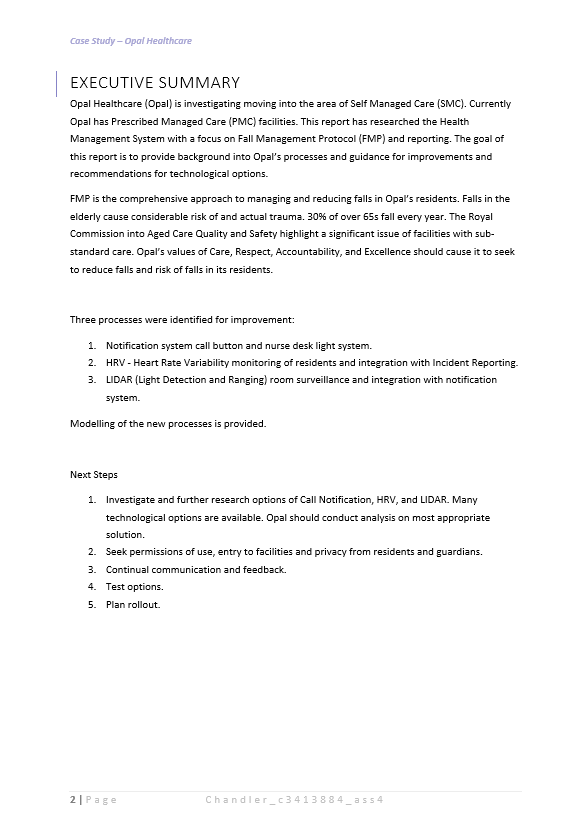 Case Study – Opal Healthcare
EXECUTIVE SUMMARY
Opal Healthcare (Opal) is investigating moving into the area of Self Managed Care (SMC). Currently
Opal has Prescribed Managed Care (PMC) facilities. This report has researched the Health
Management System with a focus on Fall Management Protocol (FMP) and reporting. The goal of
this report is to provide background into Opal's processes and guidance for improvements and
recommendations for technological options.
FMP is the comprehensive approach to managing and reducing falls in Opal's residents. Falls in the
elderly cause considerable risk of and actual trauma. 30% of over 65s fall every year. The Royal
Commission into Aged Care Quality and Safety highlight a significant issue of facilities with sub-
standard care. Opal's values of Care, Respect, Accountability, and Excellence should cause it to seek
to reduce falls and risk of falls in its residents.
Three processes were identified for improvement:
1. Notification system call button and nurse desk light system.
2. HRV - Heart Rate Variability monitoring of residents and integration with Incident Reporting.
3. LIDAR (Light Detection and Ranging) room surveillance and integration with notification
system.
Modelling of the new processes is provided.
Next Steps
1. Investigate and further research options of Call Notification, HRV, and LIDAR. Many
technological options are available. Opal should conduct analysis on most appropriate
solution.
2. Seek permissions of use, entry to facilities and privacy from residents and guardians.
3. Continual communication and feedback.
4. Test options.
5. Plan rollout.
2 | Page Chandler_c3413884_ass4